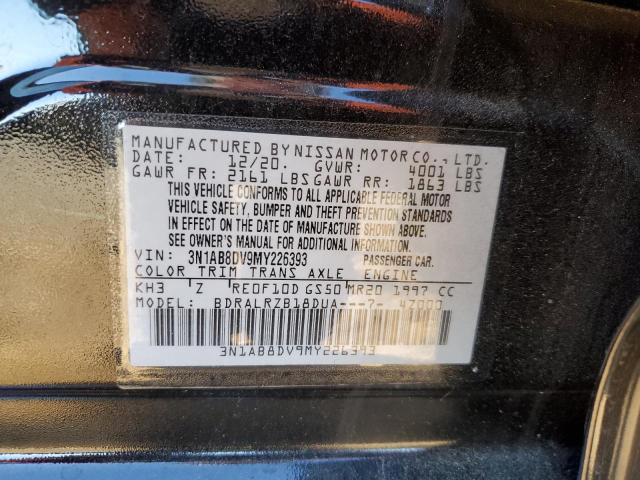 MANUFACTURED BY NISSAN MOTOR CO., LTD.
DATE: 12/20. GVWR: 4001 LBS
GAWR FR: 2161 LBS GAWR RR: 1863 LBS
THIS VEHICLE CONFORMS TO ALL APPLICABLE FEDERAL MOTOR
VEHICLE SAFETY, BUMPER AND THEFT PREVENTION STANDARDS
IN EFFECT ON THE DATE OF MANUFACTURE SHOWN ABOVE.
SEE OWNER'S MANUAL FOR ADDITIONAL INFORMATION.
VIN: 3N1AB8DV9MY226393 PASSENGER CAR.
COLOR TRIM TRANS AXLE ENGINE
KH3 Z RE0F10D GS50 MR20 1997 CC
MODEL: BDRALRZB18DUA---7- 47000
3N1AB8DV9MY226393